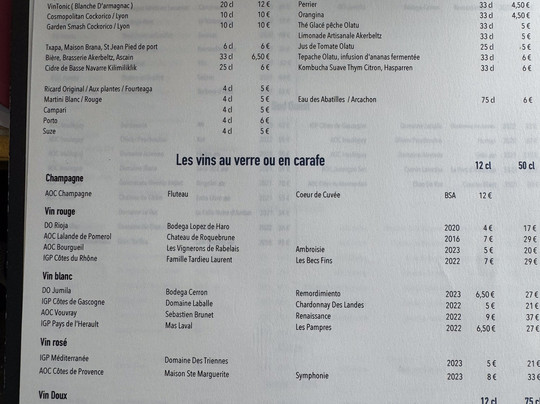 VinTonic ( Blanche D'armagnac ) 20 cl 12 € Perrier 33 cl 4,50 €
Cosmopolitan Cockorico / Lyon 10 cl 10 € Orangina 33 cl 4,50 €
Garden Smash Cockorico / Lyon 10 cl 10 € Thé Glacé pêche Olatu 33 cl 5 €
Limonade Artisanale Akerbeltz 33 cl 5 €
Txapa, Maison Brana, St Jean Pied de port 6 cl 6 € Jus de Tomate Olatu 25 cl 5 €
Bière, Brasserie Akerbeltz, Ascain 33 cl 6,50 € Tepache Olatu, infusion d'ananas fermentée 33 cl 6 €
Cidre de Basse Navarre Kilimiliklik 25 cl 6 € Kombucha Suave Thym Citron, Hasparren 33 cl 6 €
Ricard Original / Aux plantes / Fourteaga 4 cl 5 €
Martini Blanc / Rouge 4 cl 5 € Eau des Abatilles / Arcachon 75 cl 6 €
Campari 4 cl 5 €
Porto 4 cl 6 €
Suze 4 cl 5 €
Les vins au verre ou en carafe 12 cl 50 cl
Champagne
AOC Champagne Fluteau Coeur de Cuvée BSA 12 €
Vin rouge
DO Rioja Bodega Lopez de Haro 2020 4 € 17 €
AOC Lalande de Pomerol Chateau de Roquebrune 2016 7 € 29 €
AOC Bourgueil Les Vignerons de Rabelais Ambroisie 2023 5 € 20 €
IGP Côtes du Rhône Famille Tardieu Laurent Les Becs Fins 2022 7 € 29 €
Vin blanc
DO Jumila Bodega Cerron Remordimiento 2023 6,50 € 27 €
IGP Côtes de Gascogne Domaine Laballe Chardonnay Des Landes 2022 5 € 21 €
AOC Vouvray Sebastien Brunet Renaissance 2022 9 € 37 €
IGP Pays de l'Herault Mas Laval Les Pampres 2022 6,50 € 27 €
Vin rosé
IGP Méditerranée Domaine Des Triennes 2023 5 € 21 €
AOC Côtes de Provence Maison Ste Marguerite Symphonie 2023 8 € 33 €
Vin Doux 12 cl 75 cl